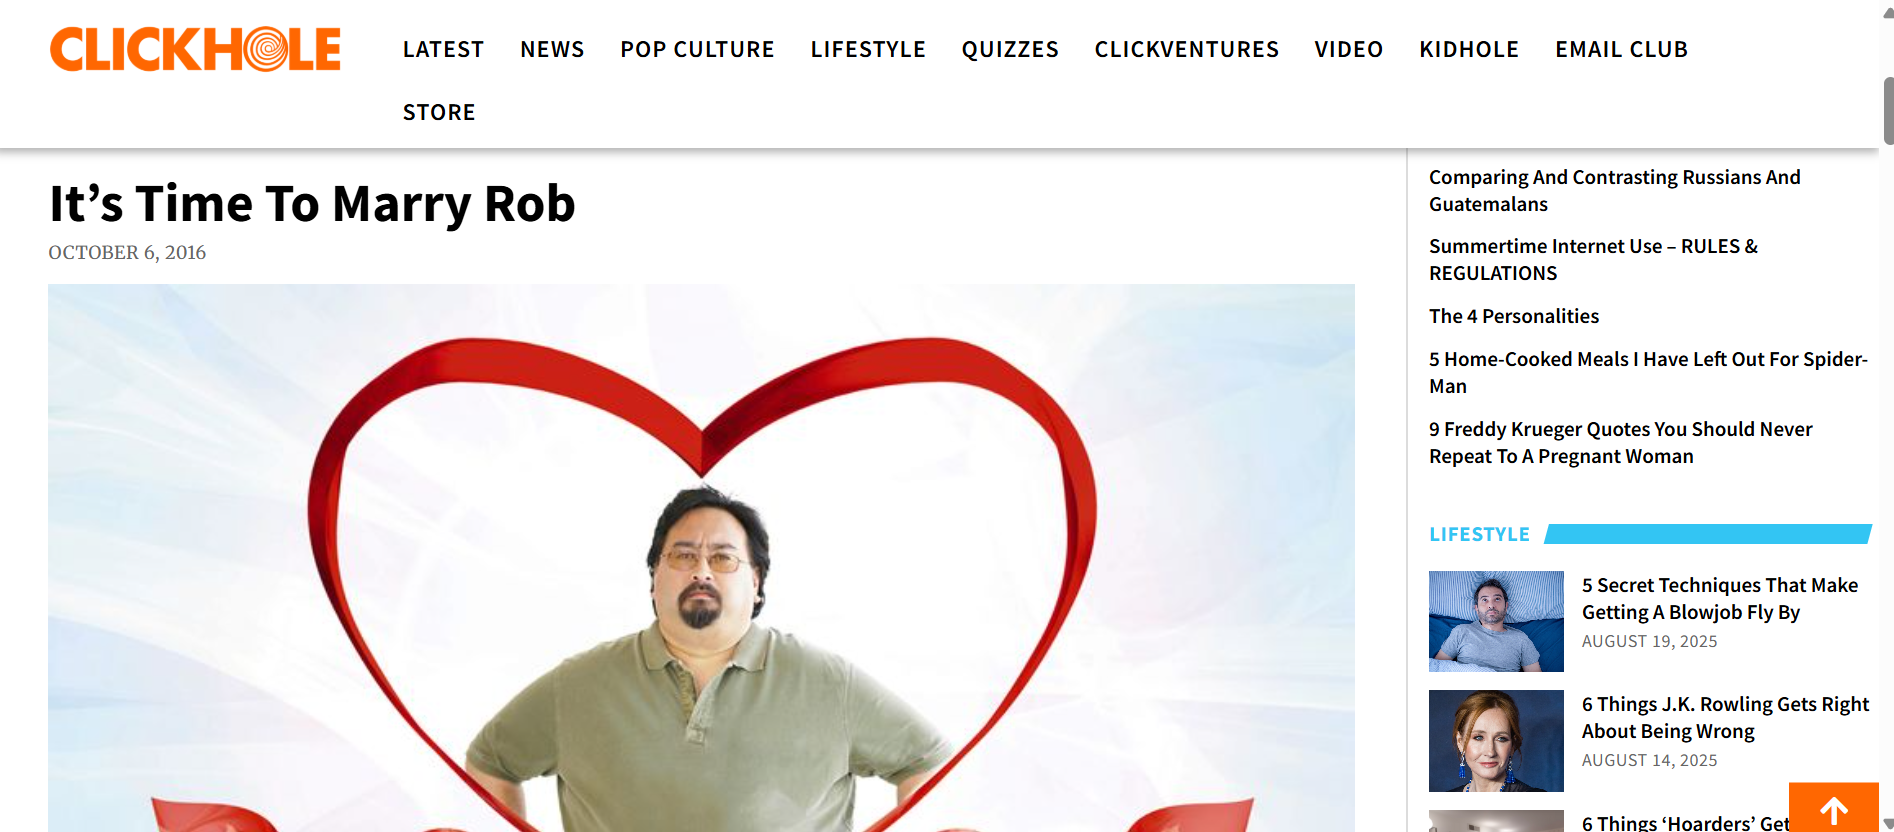 CLICKHOLE
LATEST NEWS POP CULTURE LIFESTYLE QUIZZES CLICKVENTURES VIDEO KIDHOLE EMAIL CLUB
STORE
It’s Time To Marry Rob
OCTOBER 6, 2016
Comparing And Contrasting Russians And
Guatemalans
Summertime Internet Use – RULES &
REGULATIONS
The 4 Personalities
5 Home-Cooked Meals I Have Left Out For Spider-
Man
9 Freddy Krueger Quotes You Should Never
Repeat To A Pregnant Woman
LIFESTYLE
5 Secret Techniques That Make
Getting A Blowjob Fly By
AUGUST 19, 2025
6 Things J.K. Rowling Gets Right
About Being Wrong
AUGUST 14, 2025
6 Things ‘Hoarders’ Get